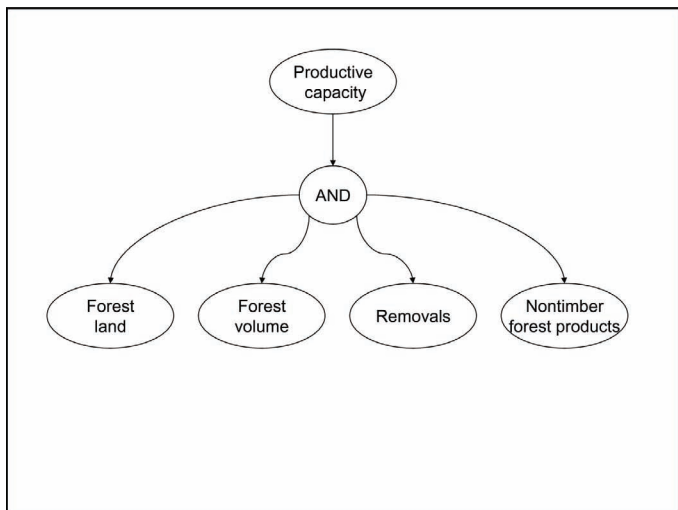 Productive
capacity
AND
Forest
land
Forest
volume
Removals
Nontimber
forest products